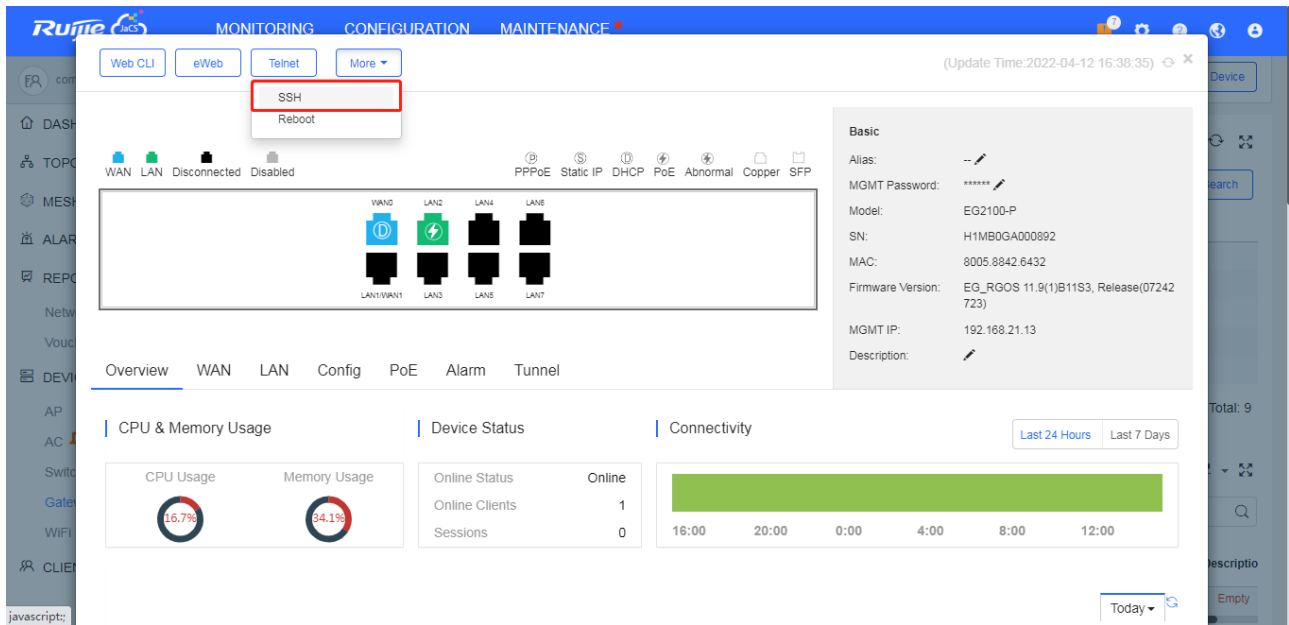 Ruijie JaCS MONITORING CONFIGURATION MAINTENANCE 7
Web CLI eWeb Telnet More (Update Time:2022-04-12 16:38:35) ×
SSH
Reboot
Device
DASH
TOPO
MESH
ALAR
REPO
Netw
Vouc
DEVI
AP
AC
Switc
Gate
WiFi
CLIEN
WAN LAN Disconnected Disabled PPPoE Static IP DHCP PoE Abnormal Copper SFP
WAN0 LAN2 LAN4 LAN6
D
LAN1/WAN1 LAN3 LAN5 LAN7
Basic
Alias: --
MGMT Password: ******
Model: EG2100-P
SN: H1MB0GA000892
MAC: 8005.8842.6432
Firmware Version: EG_RGOS 11.9(1)B11S3, Release(07242
723)
MGMT IP: 192.168.21.13
Description:
earch
Total: 9
Overview WAN LAN Config PoE Alarm Tunnel
CPU & Memory Usage Device Status Connectivity Last 24 Hours Last 7 Days
CPU Usage Memory Usage
16.7% 34.1%
Online Status Online
Online Clients 1
Sessions 0
16:00 20:00 0:00 4:00 8:00 12:00
escriptio
Empty
Today
javascript:;